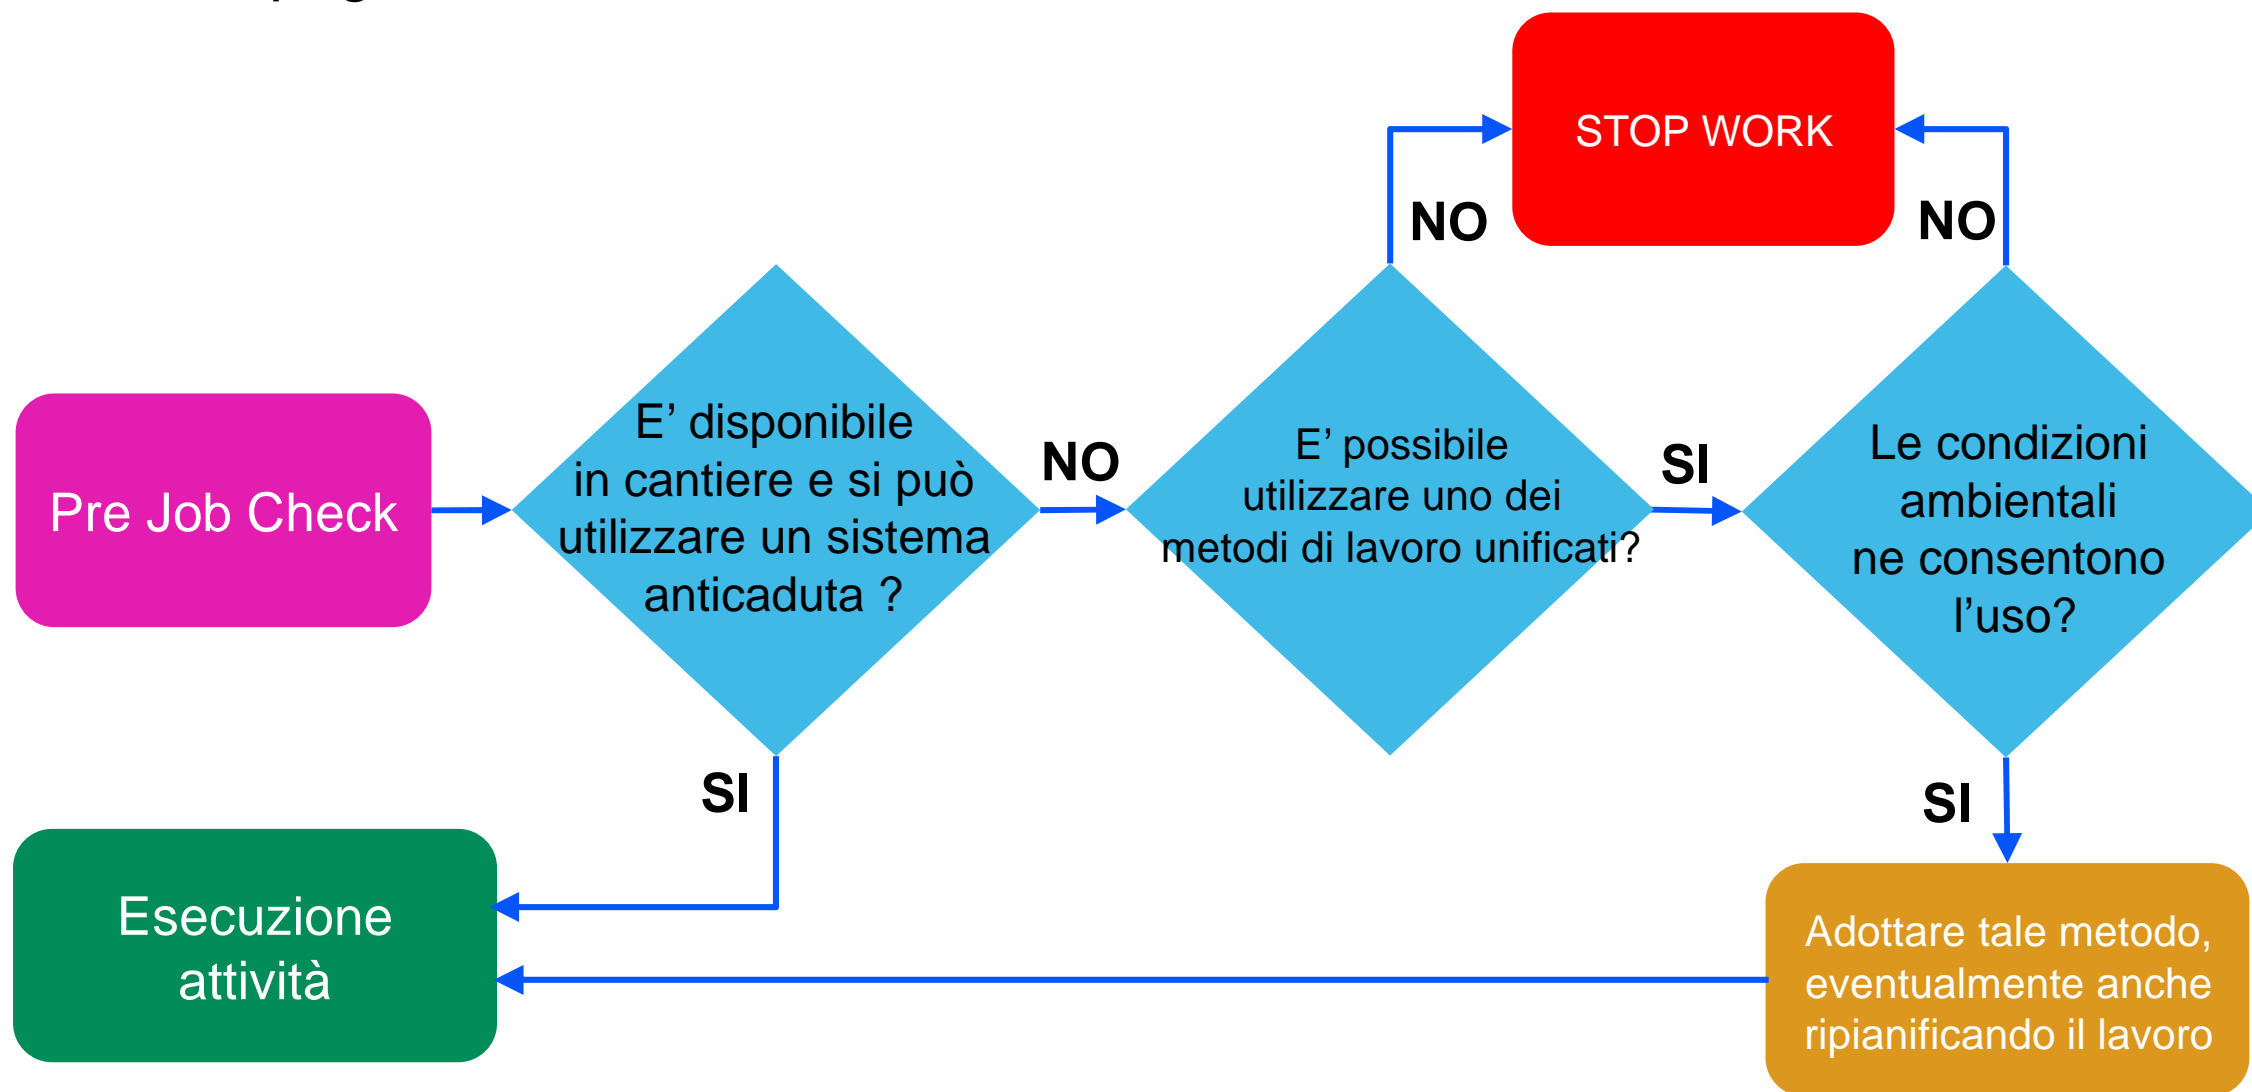 STOP WORK
NO
NO
Pre Job Check
E’ disponibile
in cantiere e si può
utilizzare un sistema
anticaduta ?
NO
E’ possibile
utilizzare uno dei
metodi di lavoro unificati?
SI
Le condizioni
ambientali
ne consentono
l’uso?
SI
SI
Esecuzione
attività
Adottare tale metodo,
eventualmente anche
ripianificando il lavoro